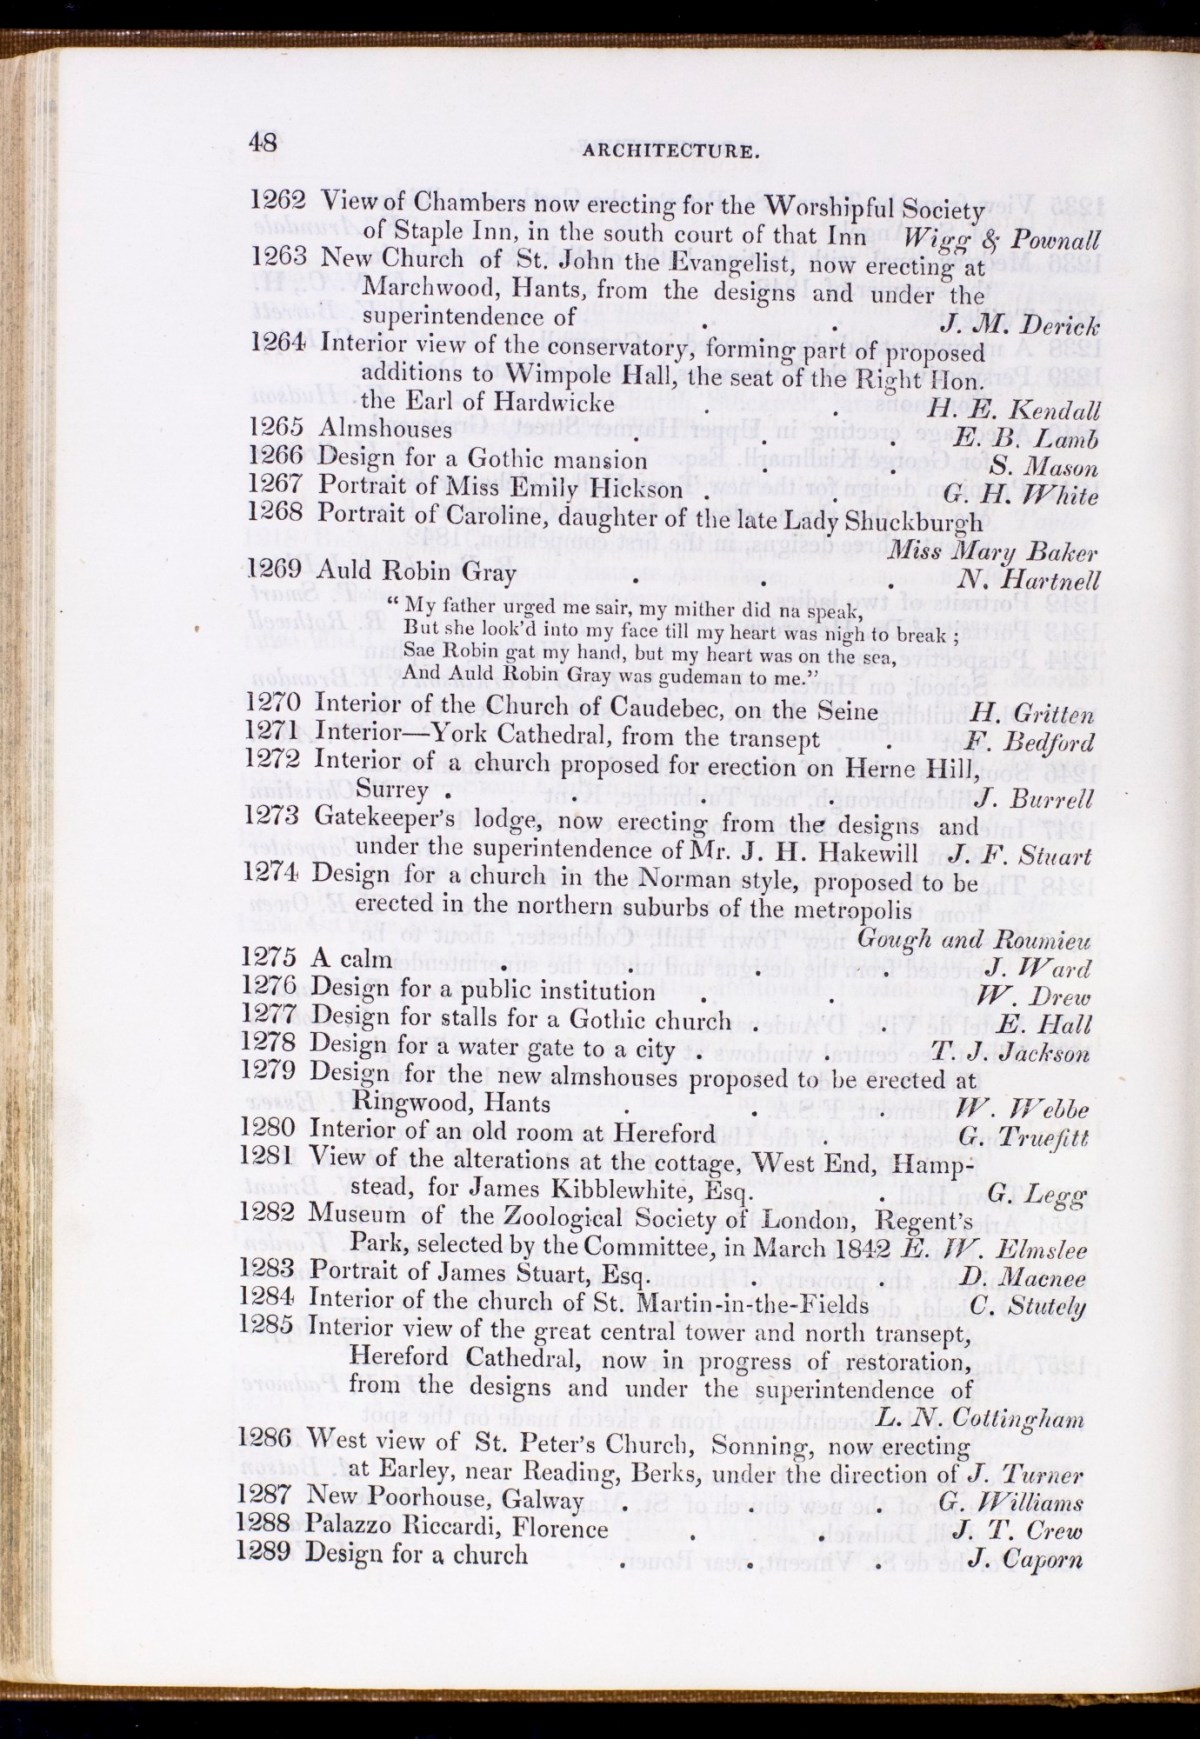 48
ARCHITECTURE.
1262 View of Chambers now erecting for the Worshipful Society
of Staple Inn, in the south court of that Inn Wigg & Pownall
1263 New Church of St. John the Evangelist, now erecting at
Marchwood, Hants, from the designs and under the
superintendence of . . J. M. Derick
1264 Interior view of the conservatory, forming part of proposed
additions to Wimpole Hall, the seat of the Right Hon.
the Earl of Hardwicke . . H. E. Kendall
1265 Almshouses . . . E. B. Lamb
1266 Design for a Gothic mansion . . S. Mason
1267 Portrait of Miss Emily Hickson . . G. H. White
1268 Portrait of Caroline, daughter of the late Lady Shuckburgh
Miss Mary Baker
1269 Auld Robin Gray . . . N. Hartnell
“ My father urged me sair, my mither did na speak,
But she look’d into my face till my heart was nigh to break ;
Sae Robin gat my hand, but my heart was on the sea,
And Auld Robin Gray was gudeman to me.”
1270 Interior of the Church of Caudebec, on the Seine H. Gritten
1271 Interior—York Cathedral, from the transept . F. Bedford
1272 Interior of a church proposed for erection on Herne Hill,
Surrey . . . . J. Burrell
1273 Gatekeeper’s lodge, now erecting from the designs and
under the superintendence of Mr. J. H. Hakewill J. F. Stuart
1274 Design for a church in the Norman style, proposed to be
erected in the northern suburbs of the metropolis
Gough and Roumieu
1275 A calm . . . . J. Ward
1276 Design for a public institution . . W. Drew
1277 Design for stalls for a Gothic church . . E. Hall
1278 Design for a water gate to a city . . T. J. Jackson
1279 Design for the new almshouses proposed to be erected at
Ringwood, Hants . . . W. Webbe
1280 Interior of an old room at Hereford . G. Truefitt
1281 View of the alterations at the cottage, West End, Hamp-
stead, for James Kibblewhite, Esq. . G. Legg
1282 Museum of the Zoological Society of London, Regent’s
Park, selected by the Committee, in March 1842 E. W. Elmslee
1283 Portrait of James Stuart, Esq. . . D. Macnee
1284 Interior of the church of St. Martin-in-the-Fields C. Stutely
1285 Interior view of the great central tower and north transept,
Hereford Cathedral, now in progress of restoration,
from the designs and under the superintendence of
L. N. Cottingham
1286 West view of St. Peter’s Church, Sonning, now erecting
at Earley, near Reading, Berks, under the direction of J. Turner
1287 New Poorhouse, Galway . . . G. Williams
1288 Palazzo Riccardi, Florence . . J. T. Crew
1289 Design for a church . . . J. Caporn